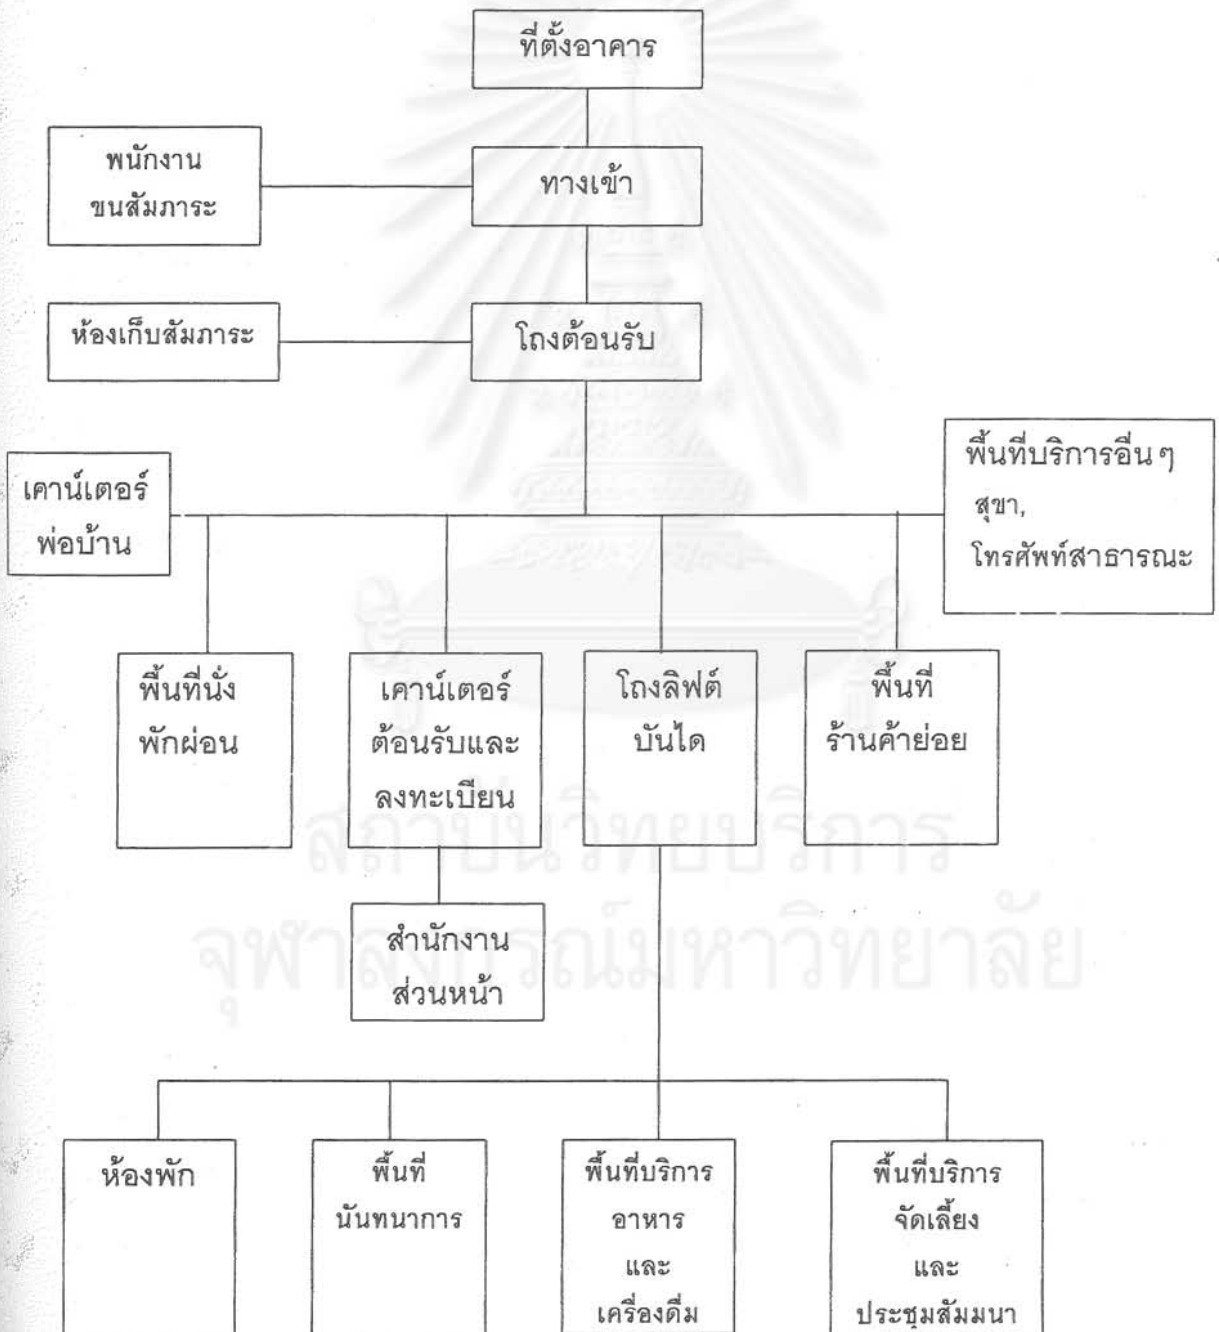 ที่ตั้งอาคาร
พนักงาน
ขนสัมภาระ
ทางเข้า
ห้องเก็บสัมภาระ
โถงต้อนรับ
เคาน์เตอร์
พ่อบ้าน
พื้นที่บริการอื่น ๆ
สุขา,
โทรศัพท์สาธารณะ
พื้นที่นั่ง
พักผ่อน
เคาน์เตอร์
ต้อนรับและ
ลงทะเบียน
โถงลิฟต์
บันได
พื้นที่
ร้านค้าย่อย
สถาบันวิทยบริการ
จุฬาลงกรณ์มหาวิทยาลัย
สำนักงาน
ส่วนหน้า
ห้องพัก
พื้นที่
นันทนาการ
พื้นที่บริการ
อาหาร
และ
เครื่องดื่ม
พื้นที่บริการ
จัดเลี้ยง
และ
ประชุมสัมมนา